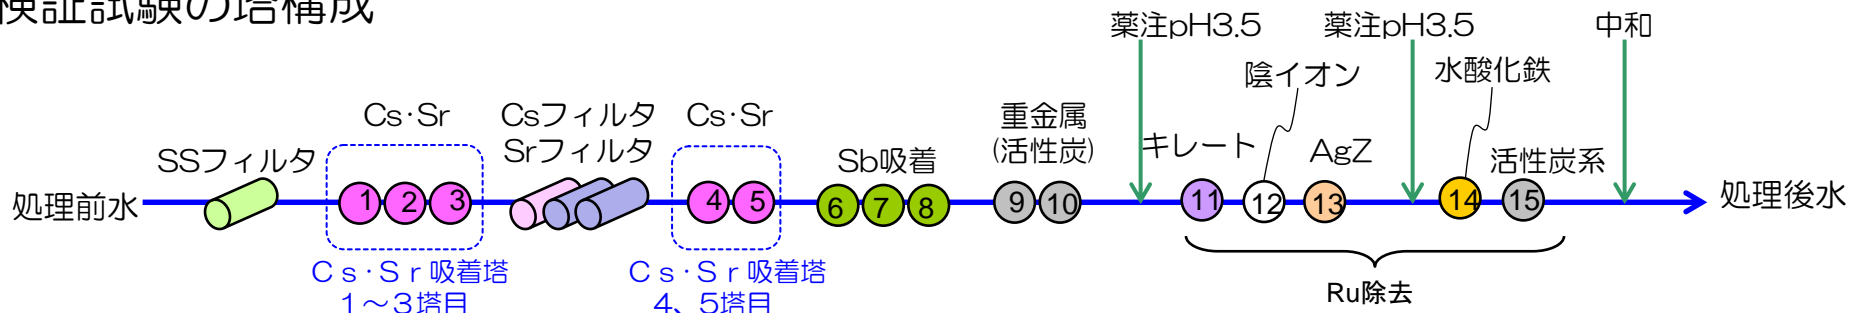 検証試験の塔構成
薬注pH3.5
薬注pH3.5
中和
陰イオン
水酸化鉄
Cs·Sr
Csフィルタ
Srフィルタ
Cs·Sr
重金属
(活性炭)
SSフィルタ
Sb吸着
キレート
AgZ
活性炭系
処理前水
1
2
3
4
5
6
7
8
9
10
11
12
13
14
15
処理後水
Ｃｓ·Ｓｒ吸着塔
１～３塔目
Ｃｓ·Ｓｒ吸着塔
４、５塔目
Ru除去